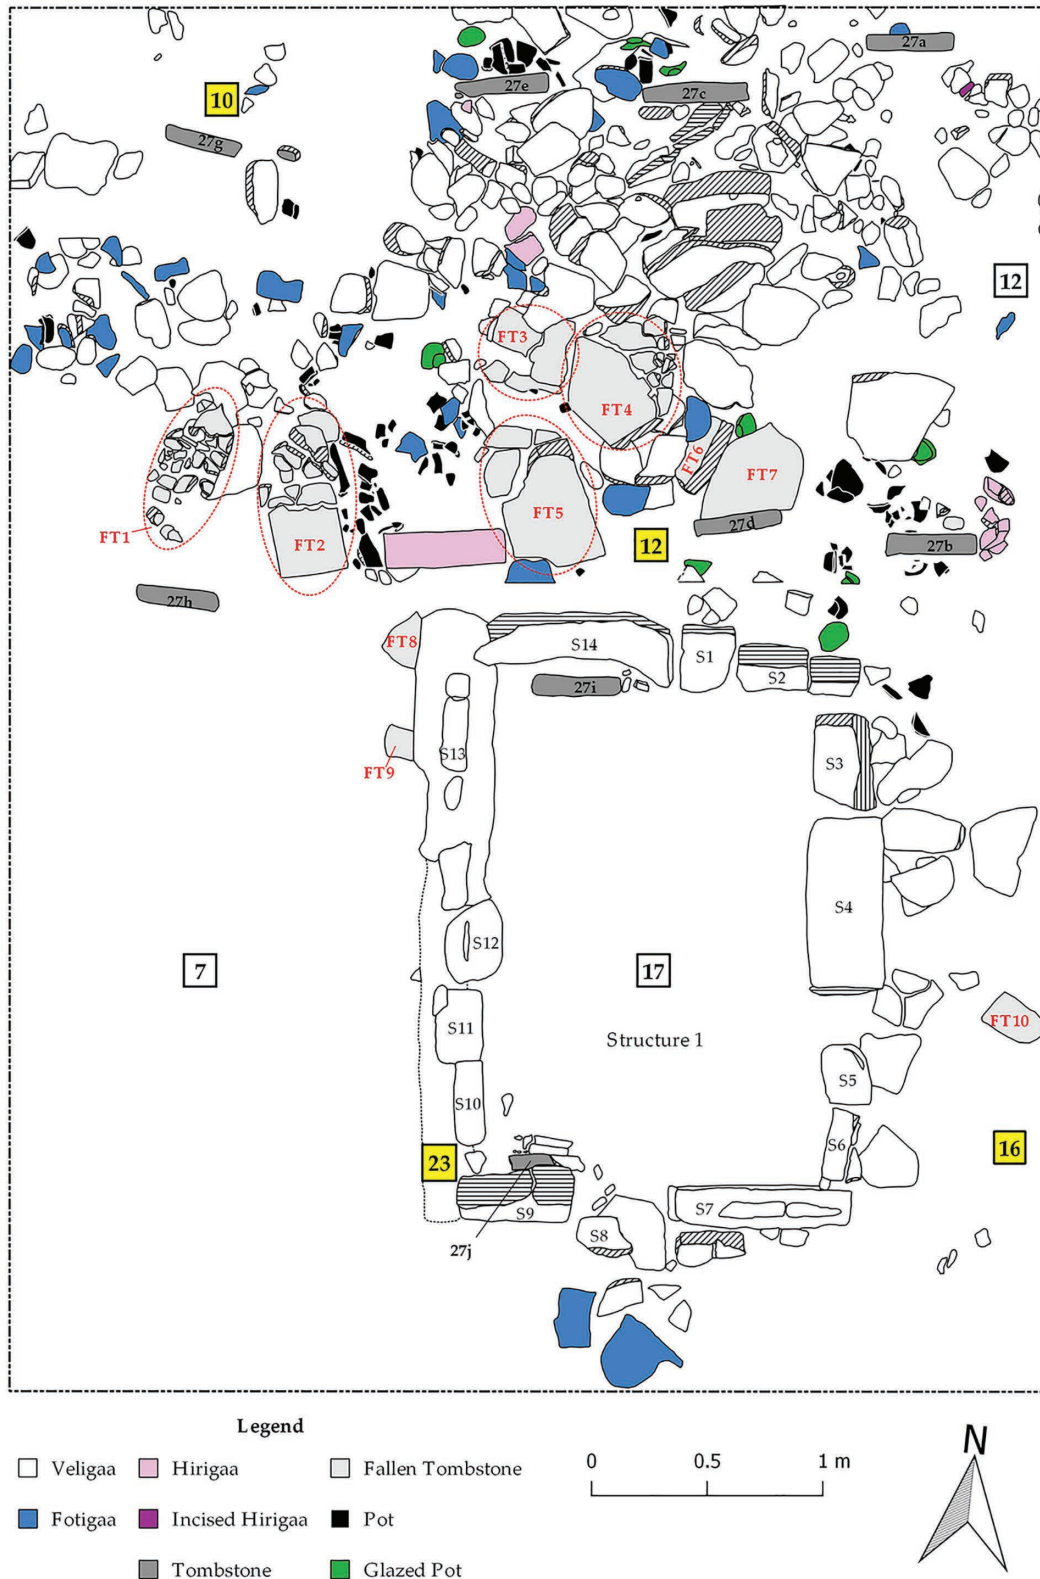 27a
27e
27c
10
27g
12
FT3
FT4
FT6
FT7
FT1
FT2
FT5
27d
12
27b
27h
FT8
S14
S1
S2
27i
S13
S3
FT9
S4
S12
7
17
S11
Structure 1
FT10
S5
S10
S6
23
16
S9
S7
27j
S8
Legend
Veligaa Hirigaa Fallen Tombstone
Fotigaa Incised Hirigaa Pot
Tombstone Glazed Pot
0 0.5 1 m
N